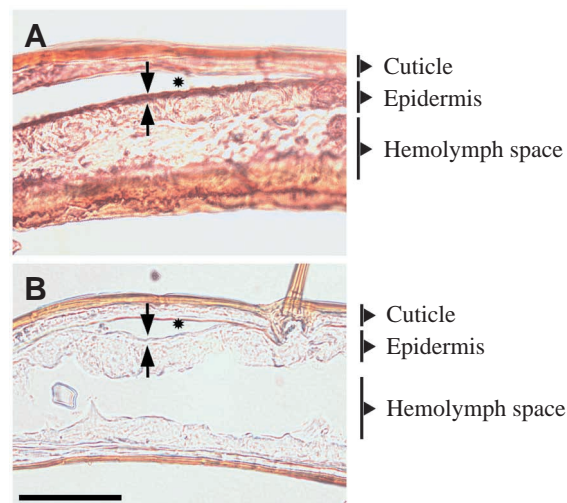 A
Cuticle
Epidermis
Hemolymph space
B
Cuticle
Epidermis
Hemolymph space